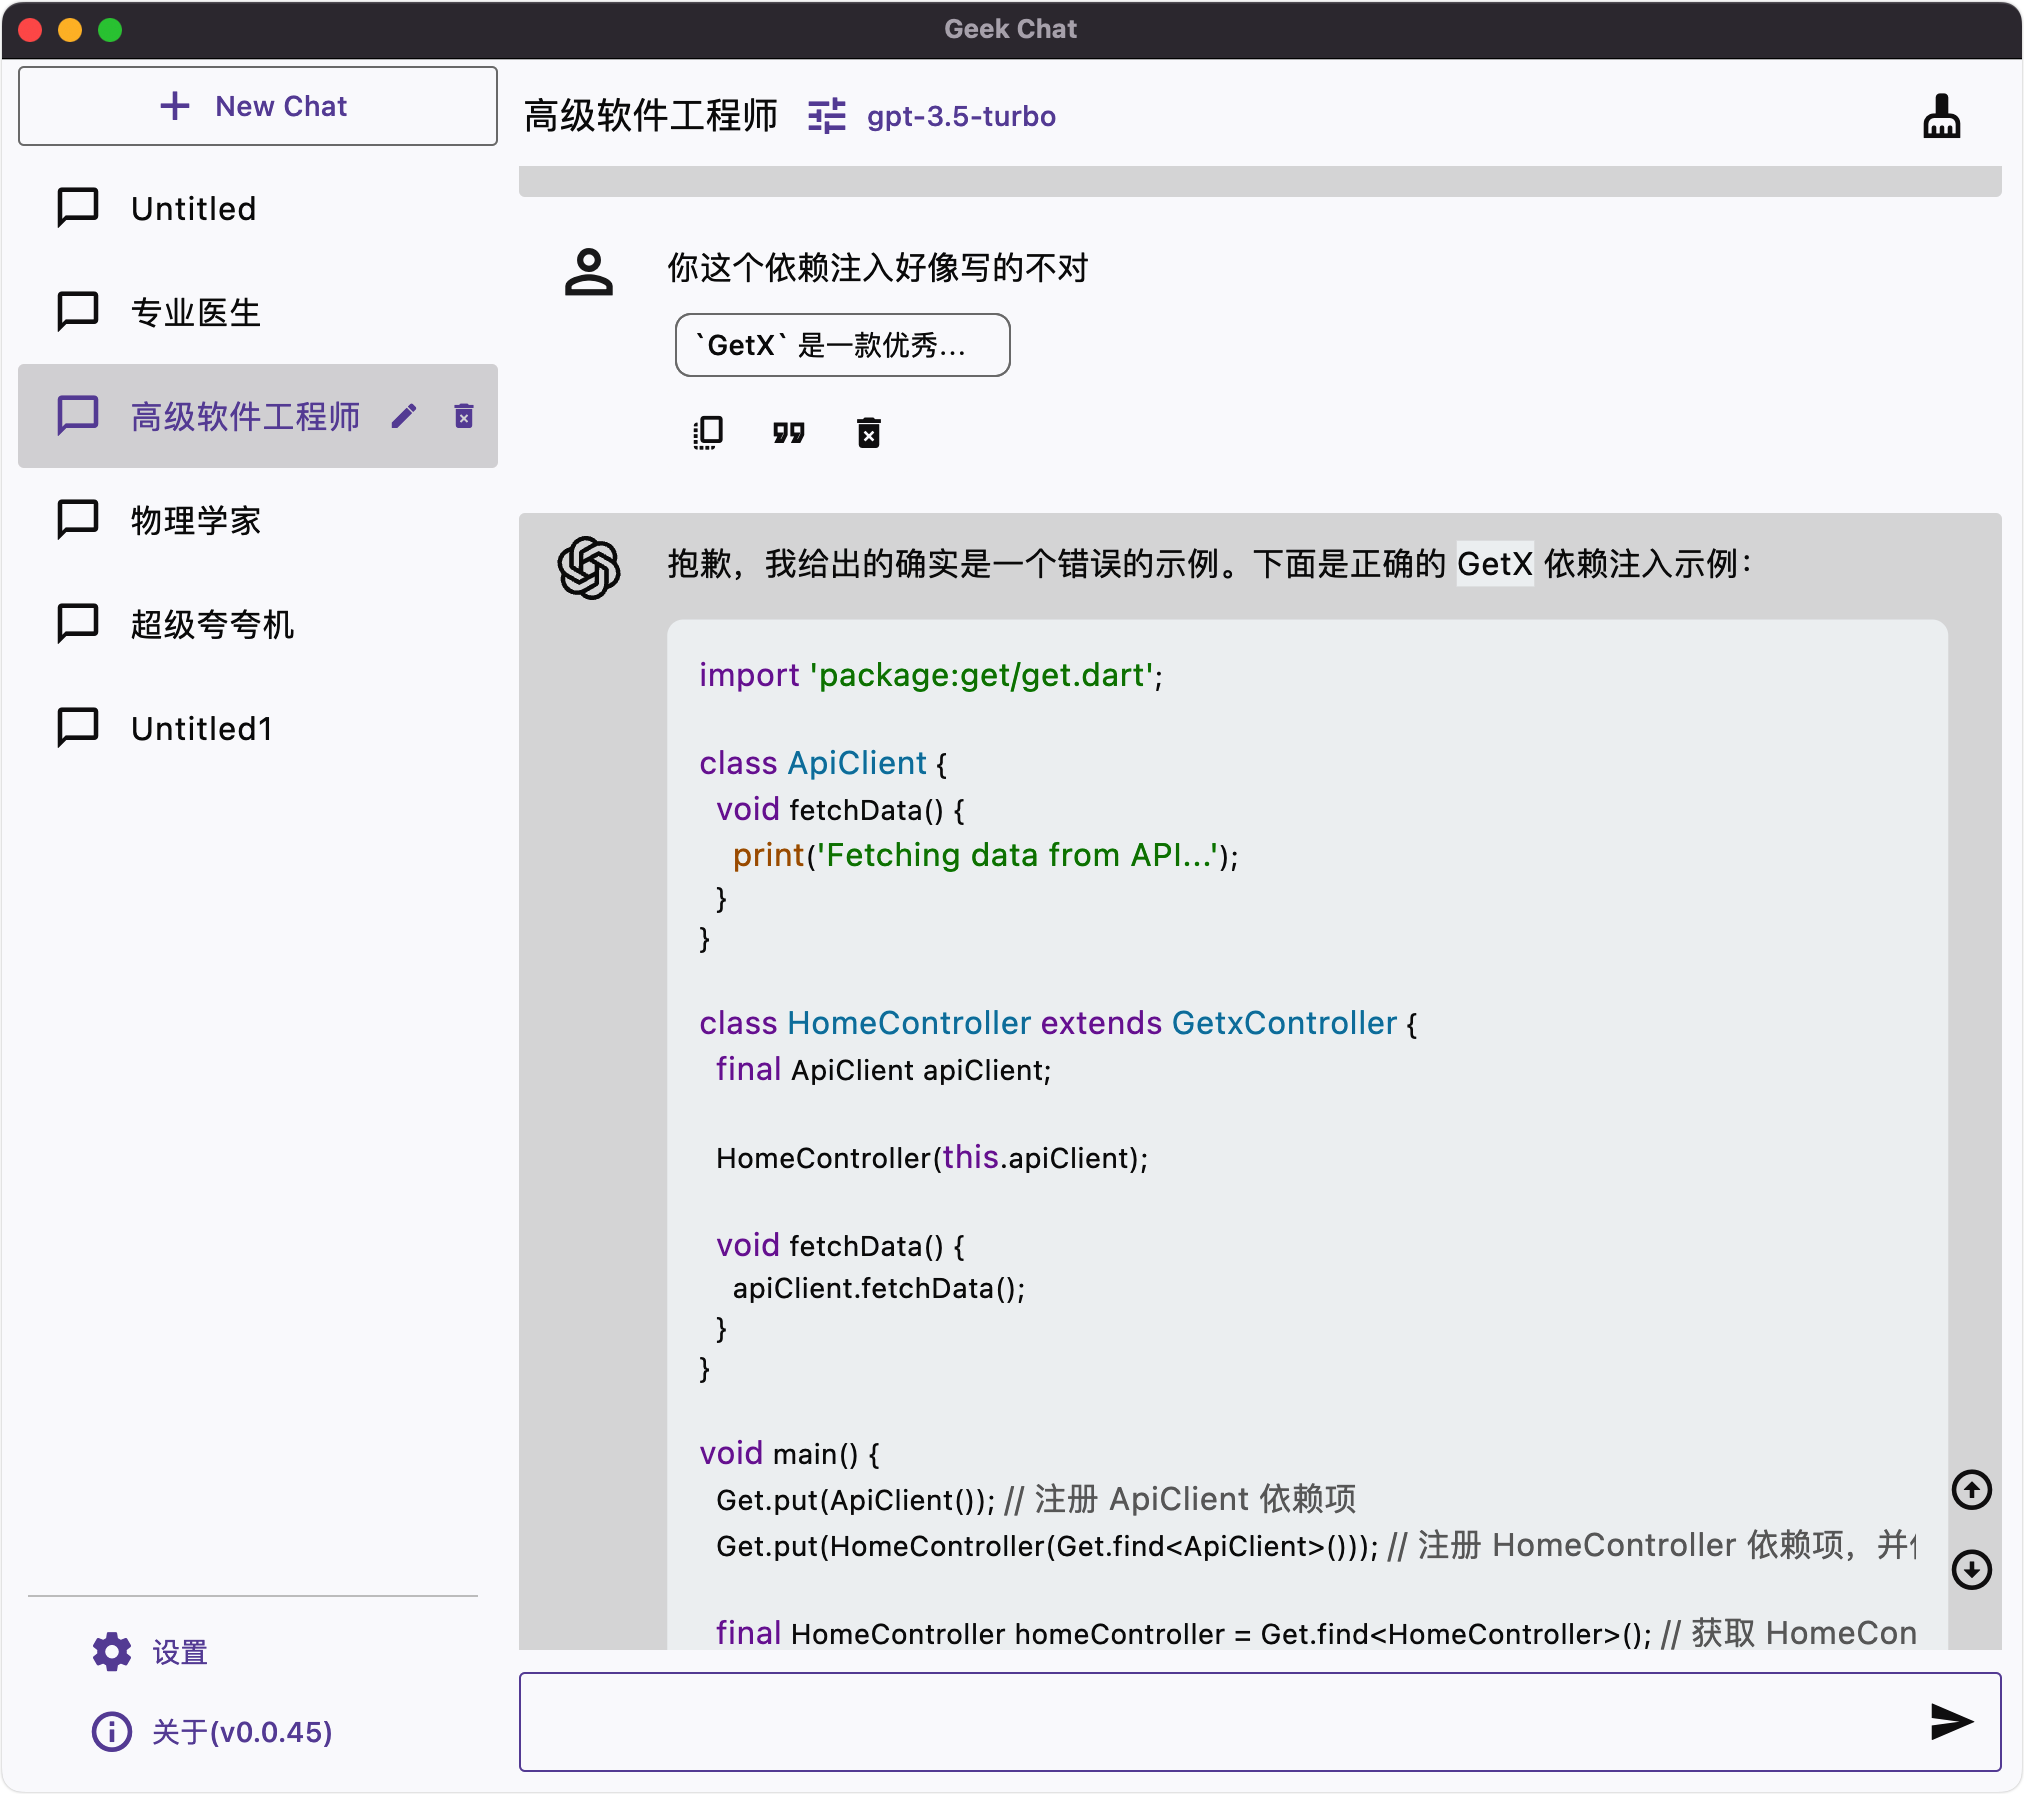 Geek Chat
New Chat
Untitled
专业医生
高级软件工程师
物理学家
超级夸夸机
Untitled1
设置
关于(v0.0.45)
高级软件工程师 gpt-3.5-turbo
你这个依赖注入好像写的不对
`GetX` 是一款优秀...
抱歉，我给出的确实是一个错误的示例。下面是正确的 GetX 依赖注入示例：
import 'package:get/get.dart';
class ApiClient {
void fetchData() {
print('Fetching data from API...');
}
}
class HomeController extends GetxController {
final ApiClient apiClient;
HomeController(this.apiClient);
void fetchData() {
apiClient.fetchData();
}
}
void main() {
Get.put(ApiClient()); // 注册 ApiClient 依赖项
Get.put(HomeController(Get.find<ApiClient>())); // 注册 HomeController 依赖项，并
final HomeController homeController = Get.find<HomeController>(); // 获取 HomeCon